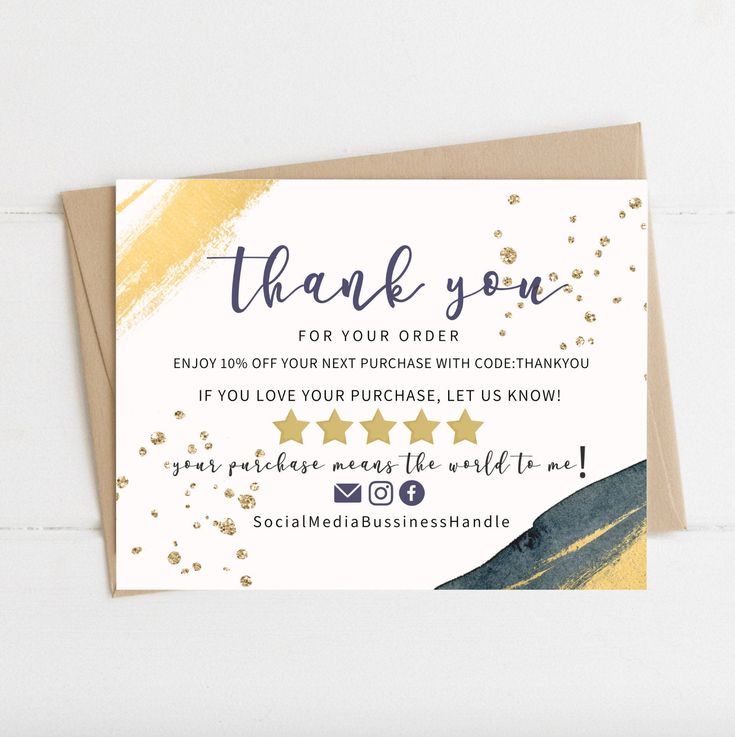 thank you
FOR YOUR ORDER
ENJOY 10% OFF YOUR NEXT PURCHASE WITH CODE:THANKYOU
IF YOU LOVE YOUR PURCHASE, LET US KNOW!
your purchase means the world to me!
SocialMediaBussinessHandle